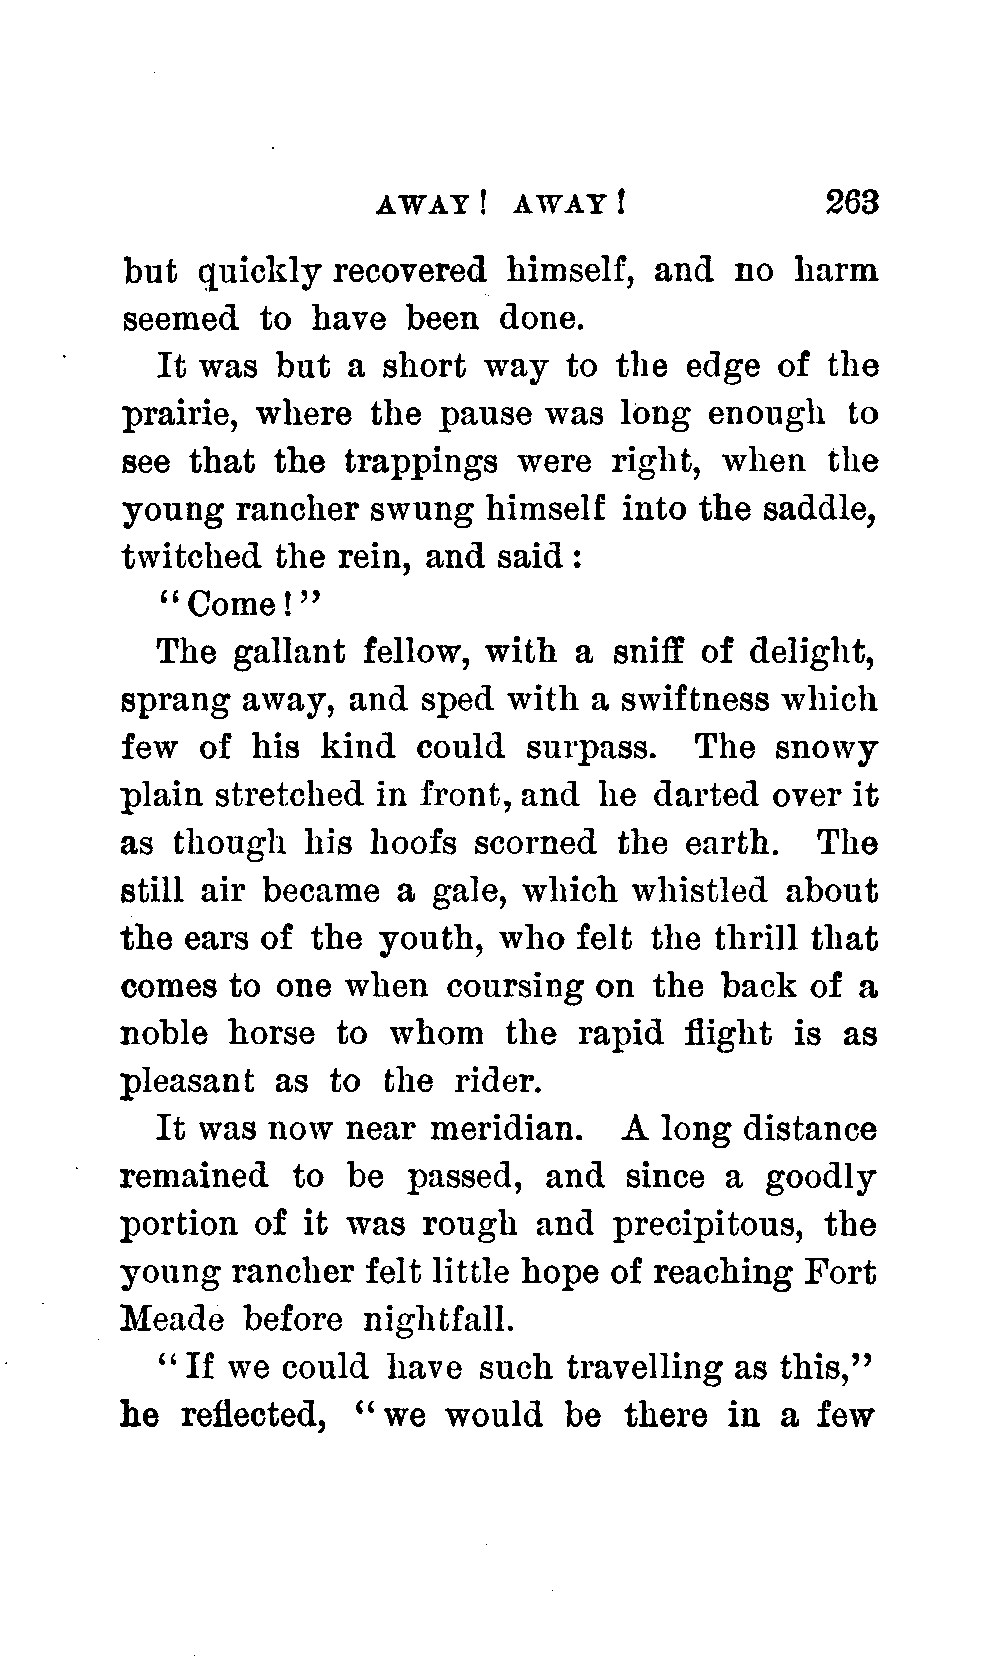 AWAY! AWAY! 263
but quickly recovered himself, and no harm
seemed to have been done.
It was but a short way to the edge of the
prairie, where the pause was long enough to
see that the trappings were right, when the
young rancher swung himself into the saddle,
twitched the rein, and said:
"Come!"
The gallant fellow, with a sniff of delight,
sprang away, and sped with a swiftness which
few of his kind could surpass. The snowy
plain stretched in front, and he darted over it
as though his hoofs scorned the earth. The
still air became a gale, which whistled about
the ears of the youth, who felt the thrill that
comes to one when coursing on the back of a
noble horse to whom the rapid flight is as
pleasant as to the rider.
It was now near meridian. A long distance
remained to be passed, and since a goodly
portion of it was rough and precipitous, the
young rancher felt little hope of reaching Fort
Meade before nightfall.
"If we could have such travelling as this,"
he reflected, "we would be there in a few